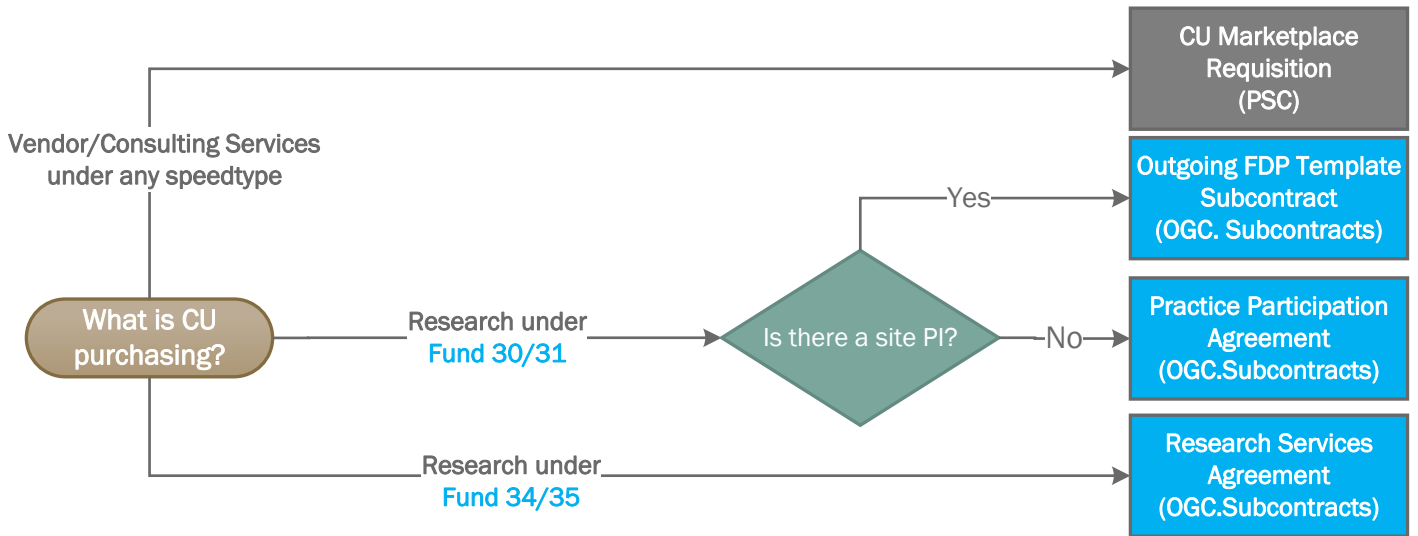 CU Marketplace
Requisition
(PSC)
Vendor/Consulting Services
under any speedtype
Outgoing FDP Template
Subcontract
(OGC. Subcontracts)
Yes
What is CU
purchasing?
Research under
Fund 30/31
Is there a site PI?
No
Practice Participation
Agreement
(OGC.Subcontracts)
Research under
Fund 34/35
Research Services
Agreement
(OGC.Subcontracts)